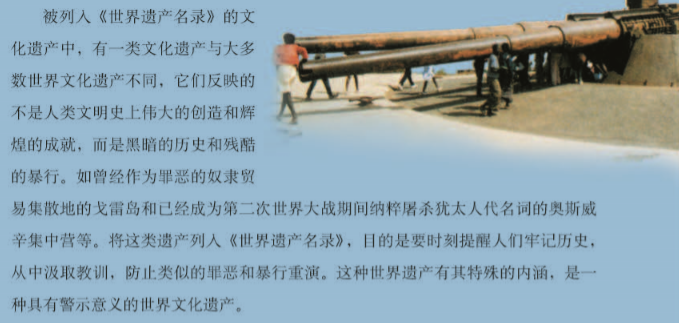 被列入《世界遗产名录》的文
化遗产中，有一类文化遗产与大多
数世界文化遗产不同，它们反映的
不是人类文明史上伟大的创造和辉
煌的成就，而是黑暗的历史和残酷
的暴行。如曾经作为罪恶的奴隶贸
易集散地的戈雷岛和已经成为第二次世界大战期间纳粹屠杀犹太人代名词的奥斯威
辛集中营等。将这类遗产列入《世界遗产名录》，目的是要时刻提醒人们牢记历史，
从中汲取教训，防止类似的罪恶和暴行重演。这种世界遗产有其特殊的内涵，是一
种具有警示意义的世界文化遗产。